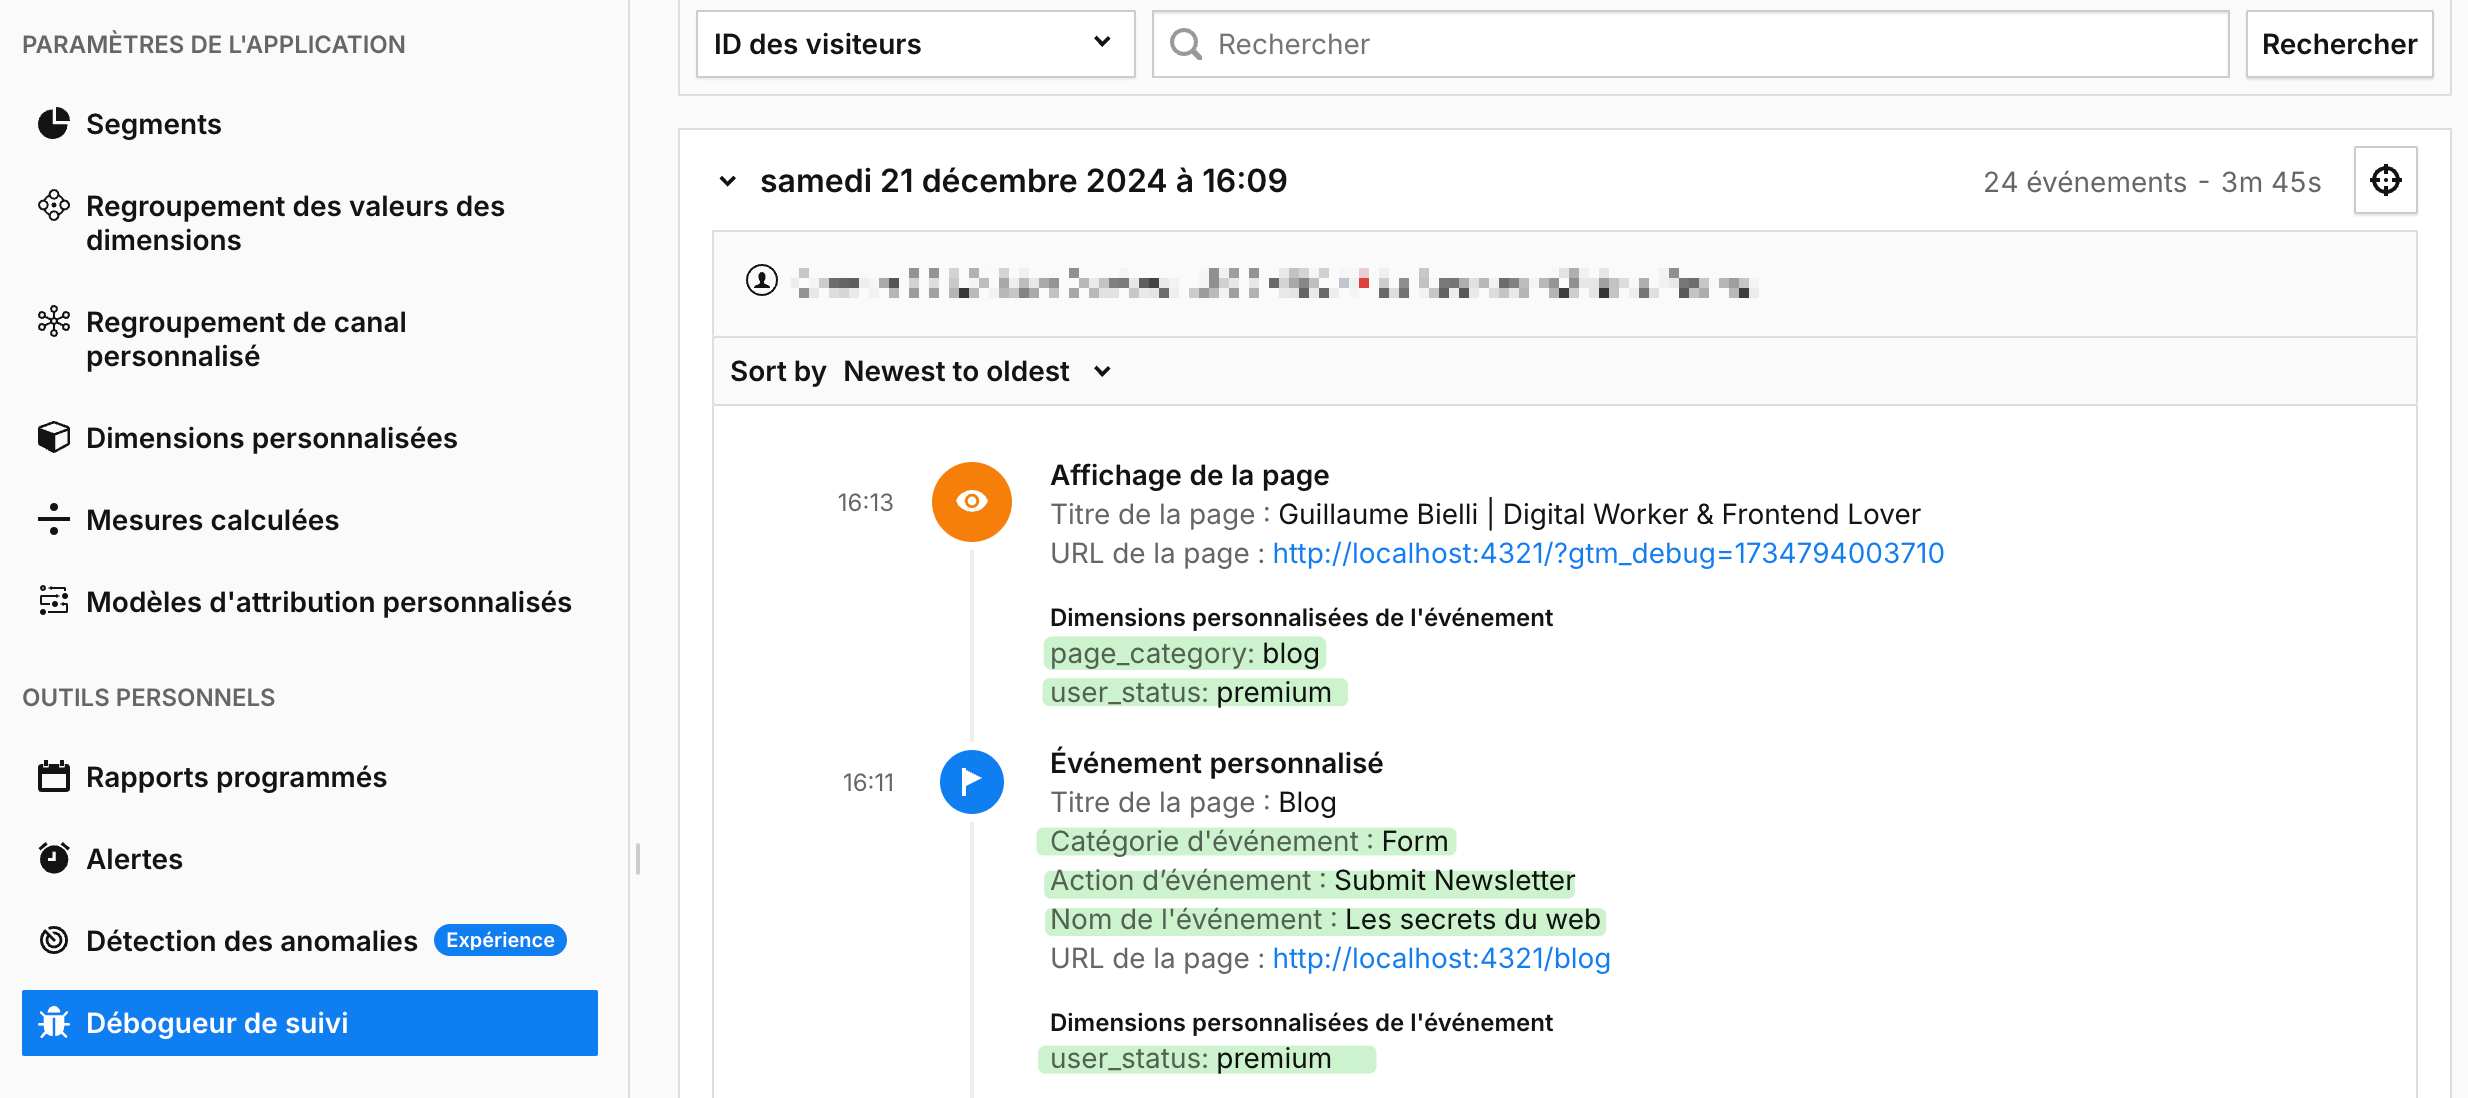 PARAMÈTRES DE L'APPLICATION
Segments
Regroupement des valeurs des
dimensions
Regroupement de canal
personnalisé
Dimensions personnalisées
Mesures calculées
Modèles d'attribution personnalisés
OUTILS PERSONNELS
Rapports programmés
Alertes
Détection des anomalies Expérience
Débogueur de suivi
ID des visiteurs
Rechercher
Rechercher
samedi 21 décembre 2024 à 16:09
24 événements - 3m 45s
Sort by Newest to oldest
16:13
Affichage de la page
Titre de la page : Guillaume Bielli | Digital Worker & Frontend Lover
URL de la page : http://localhost:4321/?gtm_debug=1734794003710
Dimensions personnalisées de l'événement
page_category: blog
user_status: premium
16:11
Événement personnalisé
Titre de la page : Blog
Catégorie d'événement : Form
Action d’événement : Submit Newsletter
Nom de l'événement : Les secrets du web
URL de la page : http://localhost:4321/blog
Dimensions personnalisées de l'événement
user_status: premium